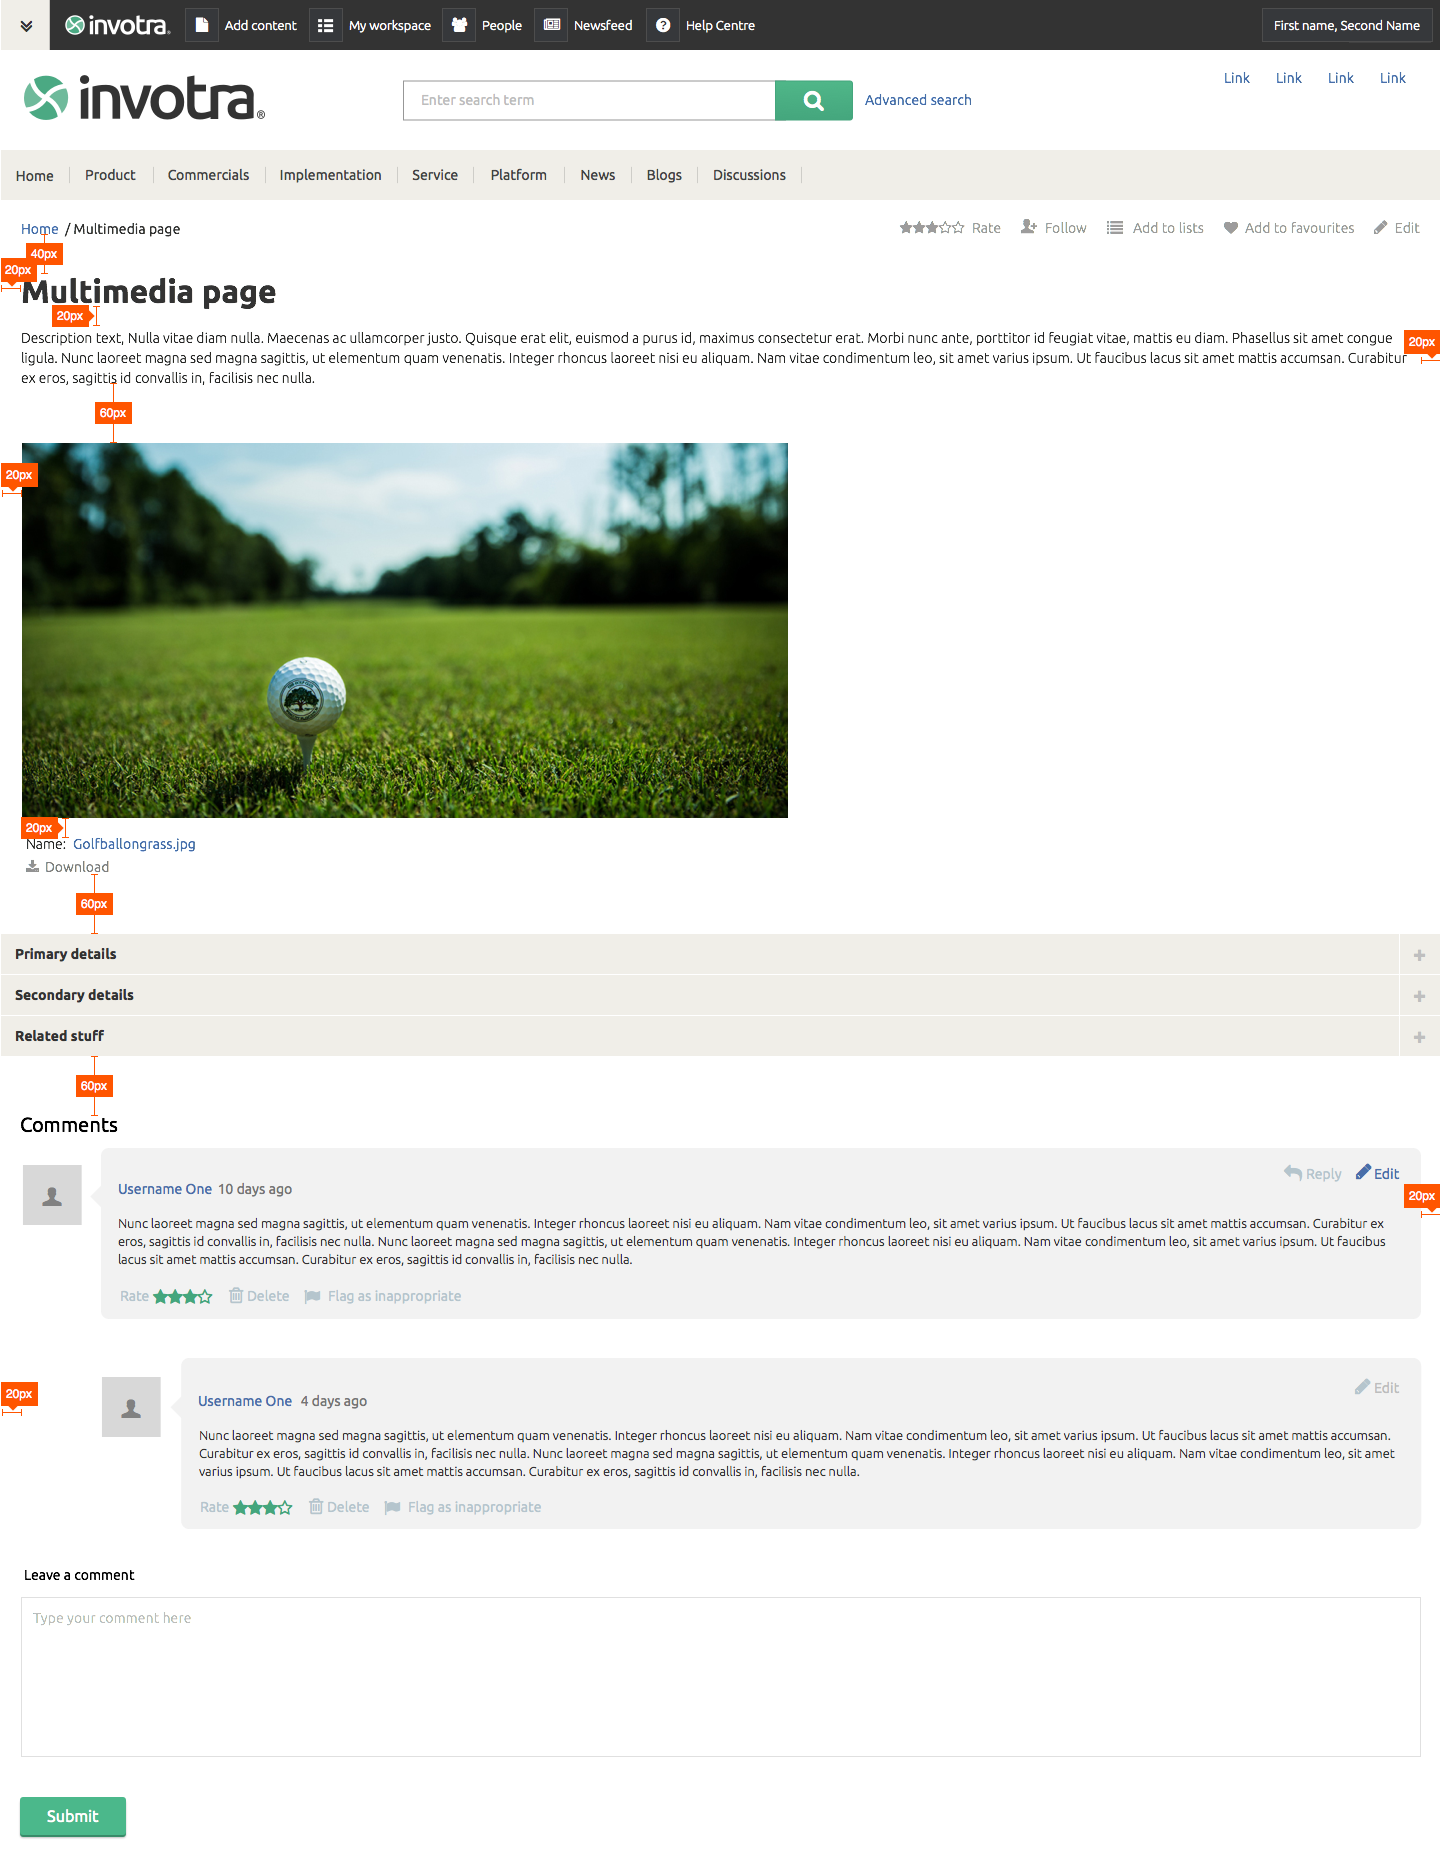 invotra® Add content My workspace People Newsfeed Help Centre First name, Second Name
invotra®
Enter search term
Advanced search
Link Link Link Link
Home Product Commercials Implementation Service Platform News Blogs Discussions
Home / Multimedia page
Rate Follow Add to lists Add to favourites Edit
40px
20px
Multimedia page
20px
Description text, Nulla vitae diam nulla. Maecenas ac ullamcorper justo. Quisque erat elit, euismod a purus id, maximus consectetur erat. Morbi nunc ante, porttitor id feugiat vitae, mattis eu diam. Phasellus sit amet congue
ligula. Nunc laoreet magna sed magna sagittis, ut elementum quam venenatis. Integer rhoncus laoreet nisi eu aliquam. Nam vitae condimentum leo, sit amet varius ipsum. Ut faucibus lacus sit amet mattis accumsan. Curabitur
ex eros, sagittis id convallis in, facilisis nec nulla.
20px
60px
20px
20px
Name: Golfballongrass.jpg
Download
60px
Primary details
Secondary details
Related stuff
60px
Comments
Reply Edit
Username One 10 days ago
20px
Nunc laoreet magna sed magna sagittis, ut elementum quam venenatis. Integer rhoncus laoreet nisi eu aliquam. Nam vitae condimentum leo, sit amet varius ipsum. Ut faucibus lacus sit amet mattis accumsan. Curabitur ex
eros, sagittis id convallis in, facilisis nec nulla. Nunc laoreet magna sed magna sagittis, ut elementum quam venenatis. Integer rhoncus laoreet nisi eu aliquam. Nam vitae condimentum leo, sit amet varius ipsum. Ut faucibus
lacus sit amet mattis accumsan. Curabitur ex eros, sagittis id convallis in, facilisis nec nulla.
Rate Delete Flag as inappropriate
20px
Edit
Username One 4 days ago
Nunc laoreet magna sed magna sagittis, ut elementum quam venenatis. Integer rhoncus laoreet nisi eu aliquam. Nam vitae condimentum leo, sit amet varius ipsum. Ut faucibus lacus sit amet mattis accumsan.
Curabitur ex eros, sagittis id convallis in, facilisis nec nulla. Nunc laoreet magna sed magna sagittis, ut elementum quam venenatis. Integer rhoncus laoreet nisi eu aliquam. Nam vitae condimentum leo, sit amet
varius ipsum. Ut faucibus lacus sit amet mattis accumsan. Curabitur ex eros, sagittis id convallis in, facilisis nec nulla.
Rate Delete Flag as inappropriate
Leave a comment
Type your comment here
Submit